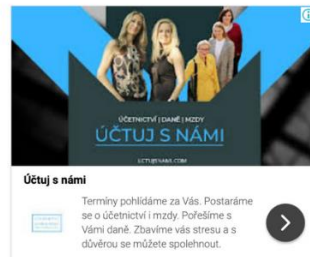 ÚČETNICTVÍ | DANĚ | MZDY
ÚČTUJ S NÁMI
UCTUJSNAMI.COM
Účtuj s námi
Termíny pohlídáme za Vás. Postaráme
se o účetnictví i mzdy. Pořešíme s
Vámi daně. Zbavíme vás stresu a s
důvěrou se můžete spolehnout.